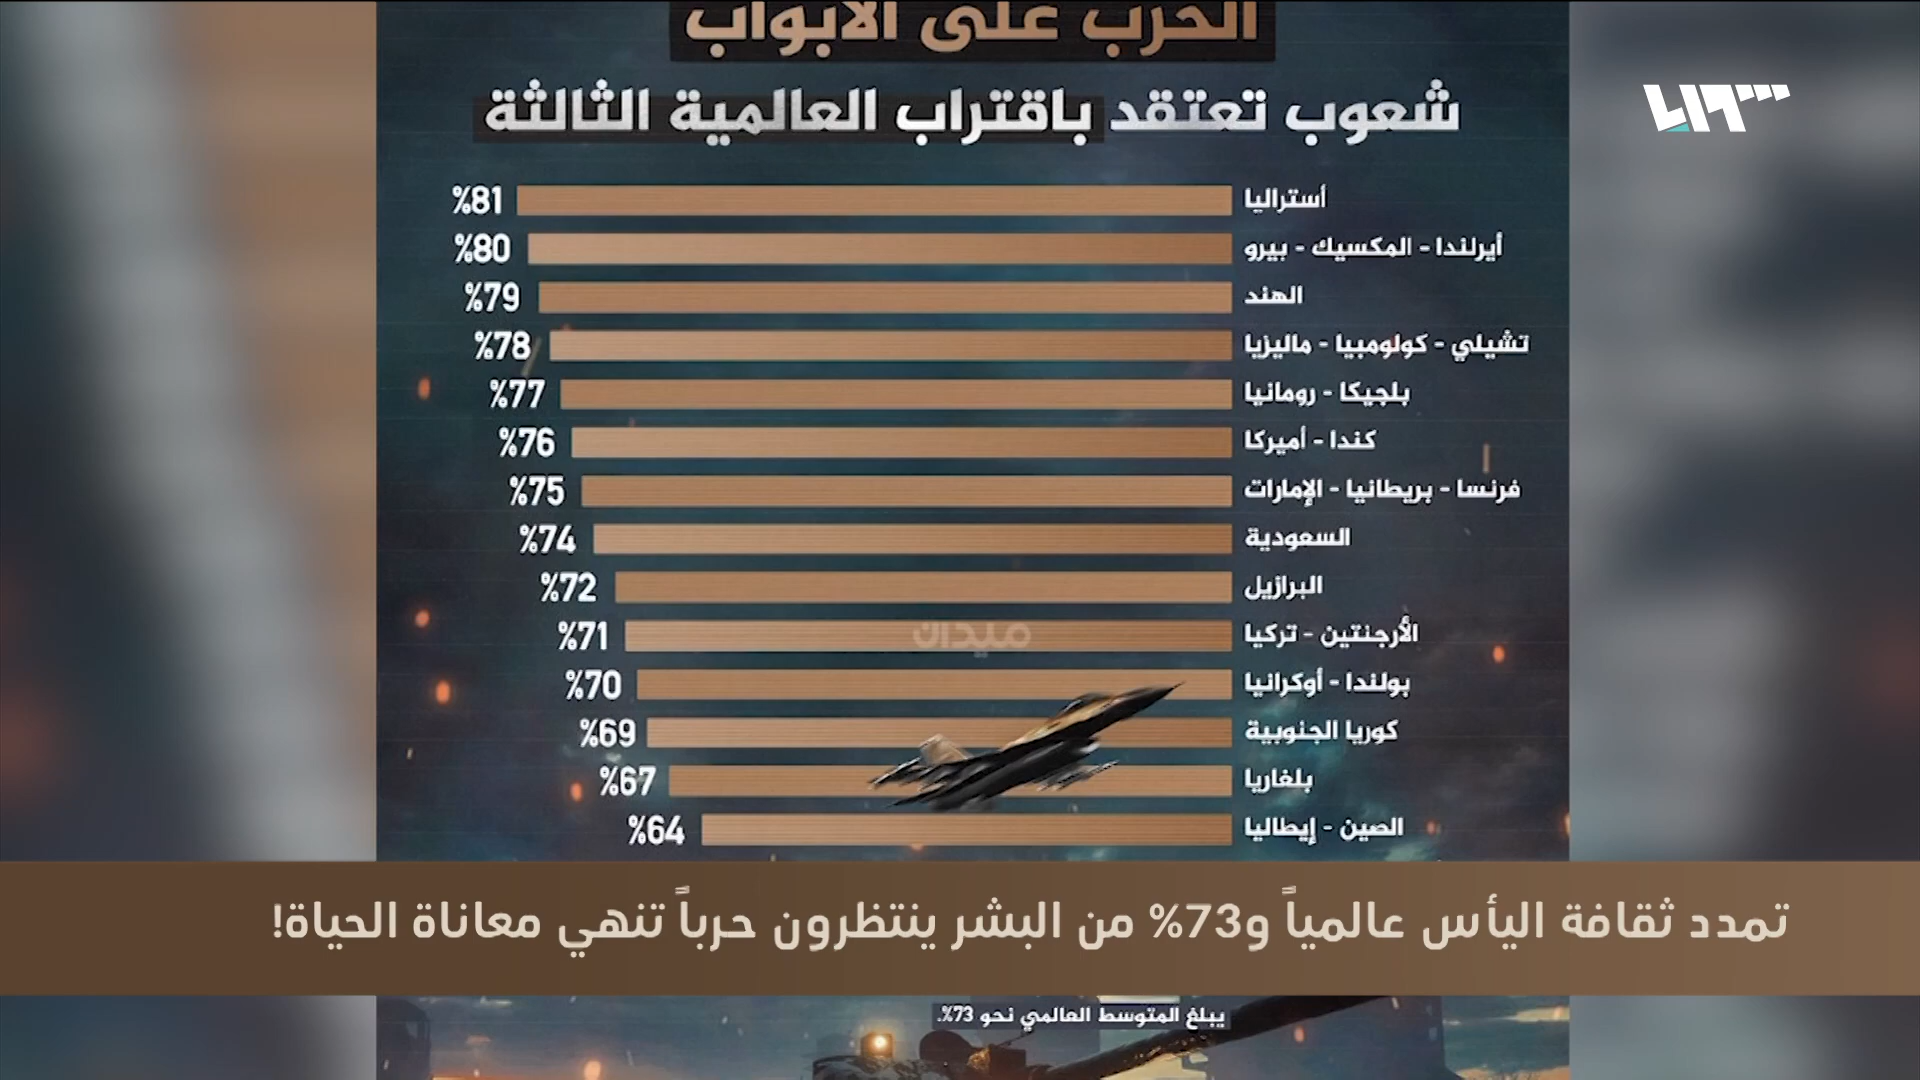 الحرب على الأبواب
شعوب تعتقد باقتراب العالمية الثالثة
أستراليا %81
أيرلندا - المكسيك - بيرو %80
الهند %79
تشيلي - كولومبيا - ماليزيا %78
بلجيكا - رومانيا %77
كندا - أميركا %76
فرنسا - بريطانيا - الإمارات %75
السعودية %74
البرازيل %72
الأرجنتين - تركيا %71
ميدان
بولندا - أوكرانيا %70
كوريا الجنوبية %69
بلغاريا %67
الصين - إيطاليا %64
تمدد ثقافة اليأس عالمياً و73% من البشر ينتظرون حرباً تنهي معاناة الحياة!
يبلغ المتوسط العالمي نحو 73%.